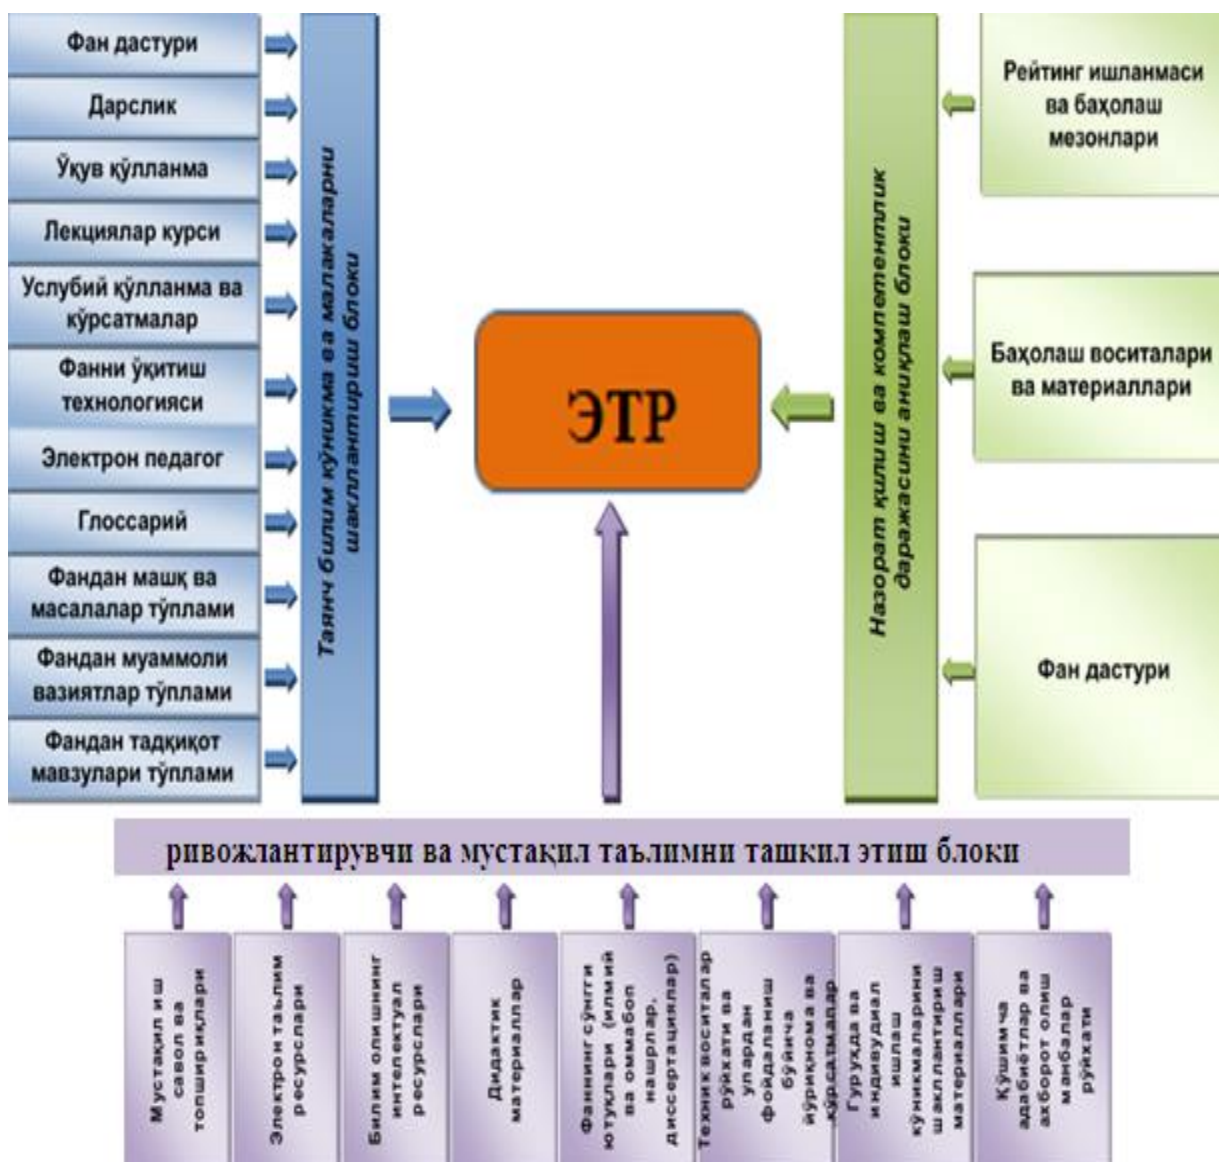 Фан дастури
Дарслик
Ўқув қўлланма
Лекциялар курси
Услубий қўлланма ва
кўрсатмалар
Фанни ўқитиш
технологияси
Электрон педагог
Глоссарий
Фандан машқ ва
масалалар тўплами
Фандан муаммоли
вазиятлар тўплами
Фандан тадқиқот
мавзулари тўплами
Таянч билим кўникма ва малакаларни
шакллантириш блоки
ЭТР
Назорат қилиш ва компетентлик
даражасини аниқлаш блоки
Рейтинг ишланмаси
ва баҳолаш
мезонлари
Баҳолаш воситалари
ва материаллари
Фан дастури
ривожлантирувчи ва мустақил таълимни ташкил этиш блоки
Мустақил иш
савол ва
топшириқлари
Электрон таълим
ресурслари
Билим олишнинг
интелектуал
ресурслари
Дидактик
материаллар
Фаннинг сўнгги
ютуқлари (илмий
ва оммабоп
нашрлар,
диссертациялар)
Техник воситалар
рўйхати ва
улардан
фойдаланиш
бўйича
йўриқнома ва
кўрсатмалар
Гуруҳда ва
индивудиал
ишлаш
кўникмаларини
шакллантириш
материаллари
Қўшимча
адабиётлар ва
ахборот олиш
манбалар
рўйхати